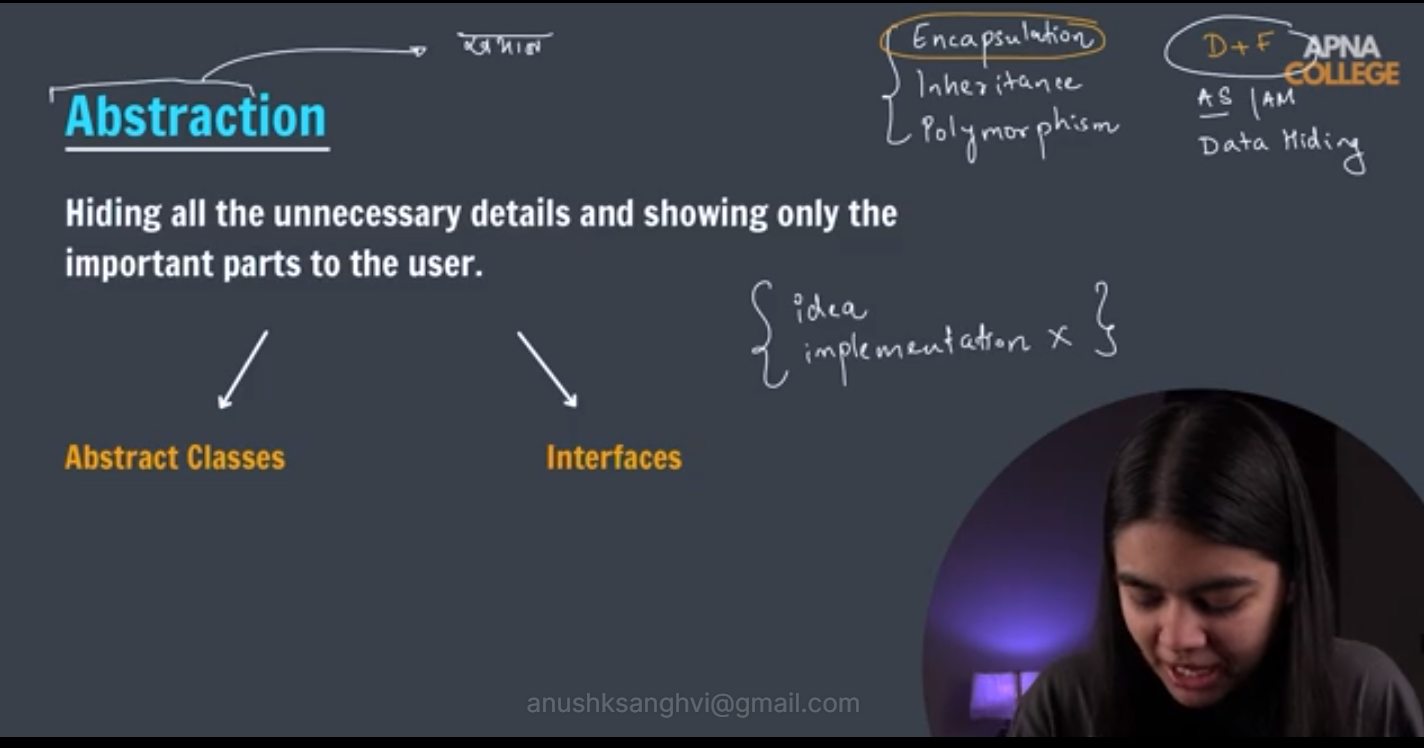 Abstraction
Hiding all the unnecessary details and showing only the
important parts to the user.
Abstract Classes
Interfaces
{ idea
implementation x }
{ Encapsulation
Inheritance
Polymorphism
D+F
APNA
COLLEGE
AS | AM
Data Hiding
anushksanghvi@gmail.com